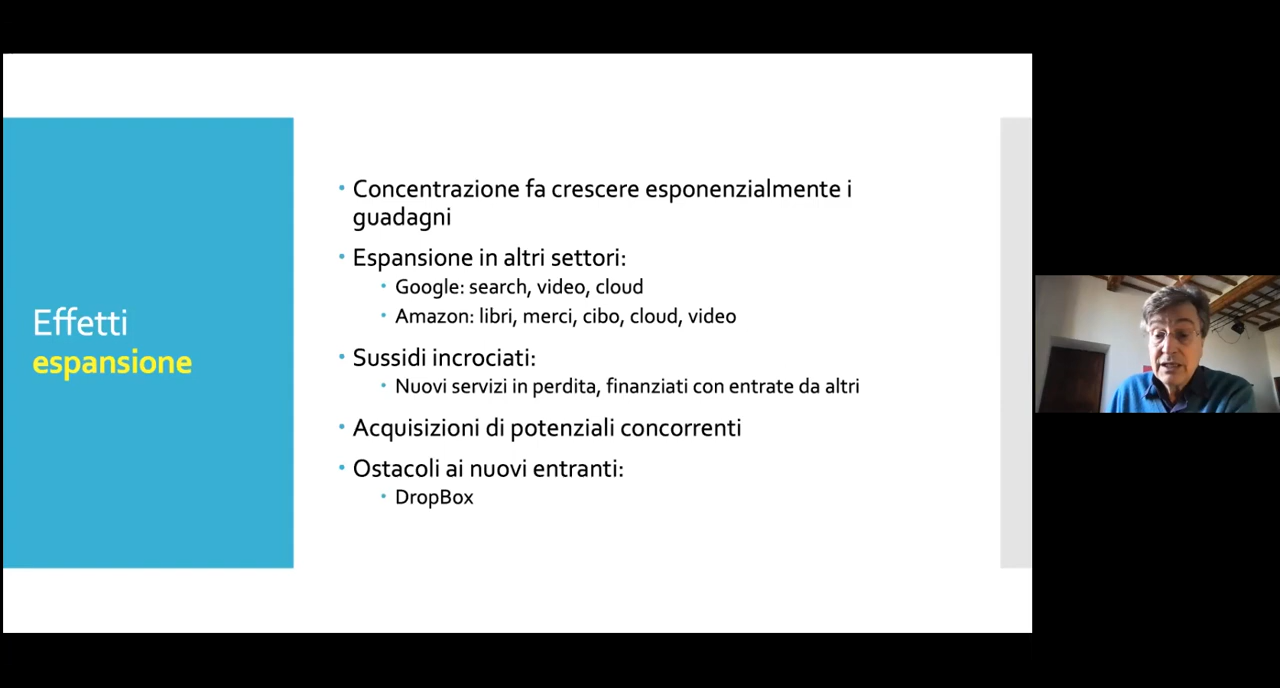 Effetti
espansione
• Concentrazione fa crescere esponenzialmente i
guadagni
• Espansione in altri settori:
• Google: search, video, cloud
• Amazon: libri, merci, cibo, cloud, video
• Sussidi incrociati:
• Nuovi servizi in perdita, finanziati con entrate da altri
• Acquisizioni di potenziali concorrenti
• Ostacoli ai nuovi entranti:
• DropBox